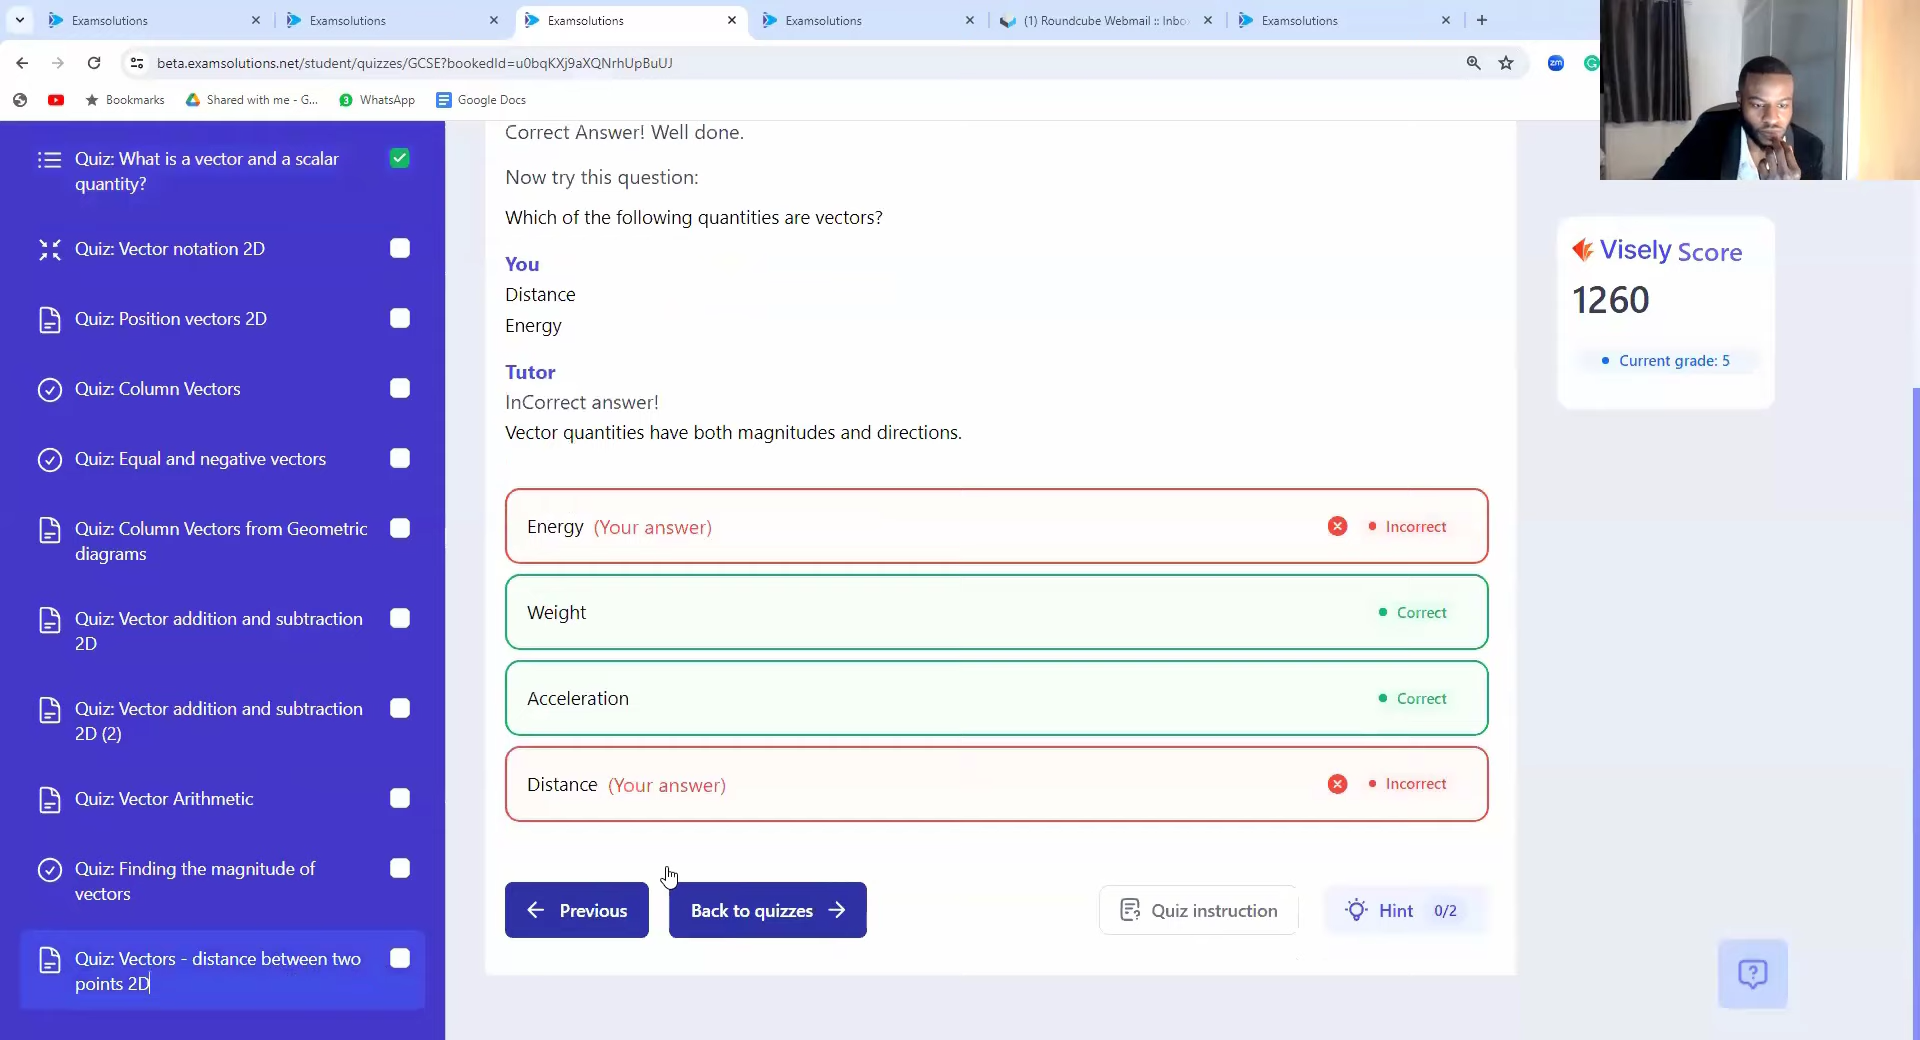 Examsolutions
Examsolutions
Examsolutions
Examsolutions
(1) Roundcube Webmail :: Inbo
Examsolutions
beta.examsolutions.net/student/quizzes/GCSE?bookedId=u0bqKXj9aXQNrhUpBuUJ
zm
Bookmarks
Shared with me - G...
3
WhatsApp
Google Docs
Quiz: What is a vector and a scalar
quantity?
Quiz: Vector notation 2D
Quiz: Position vectors 2D
Quiz: Column Vectors
Quiz: Equal and negative vectors
Quiz: Column Vectors from Geometric
diagrams
Quiz: Vector addition and subtraction
2D
Quiz: Vector addition and subtraction
2D (2)
Quiz: Vector Arithmetic
Quiz: Finding the magnitude of
vectors
Quiz: Vectors - distance between two
points 2D
Correct Answer! Well done.
Now try this question:
Which of the following quantities are vectors?
You
Distance
Energy
Tutor
InCorrect answer!
Vector quantities have both magnitudes and directions.
Energy (Your answer)
Incorrect
Weight
Correct
Acceleration
Correct
Distance (Your answer)
Incorrect
Previous
Back to quizzes
Quiz instruction
Hint 0/2
Visely Score
1260
Current grade: 5